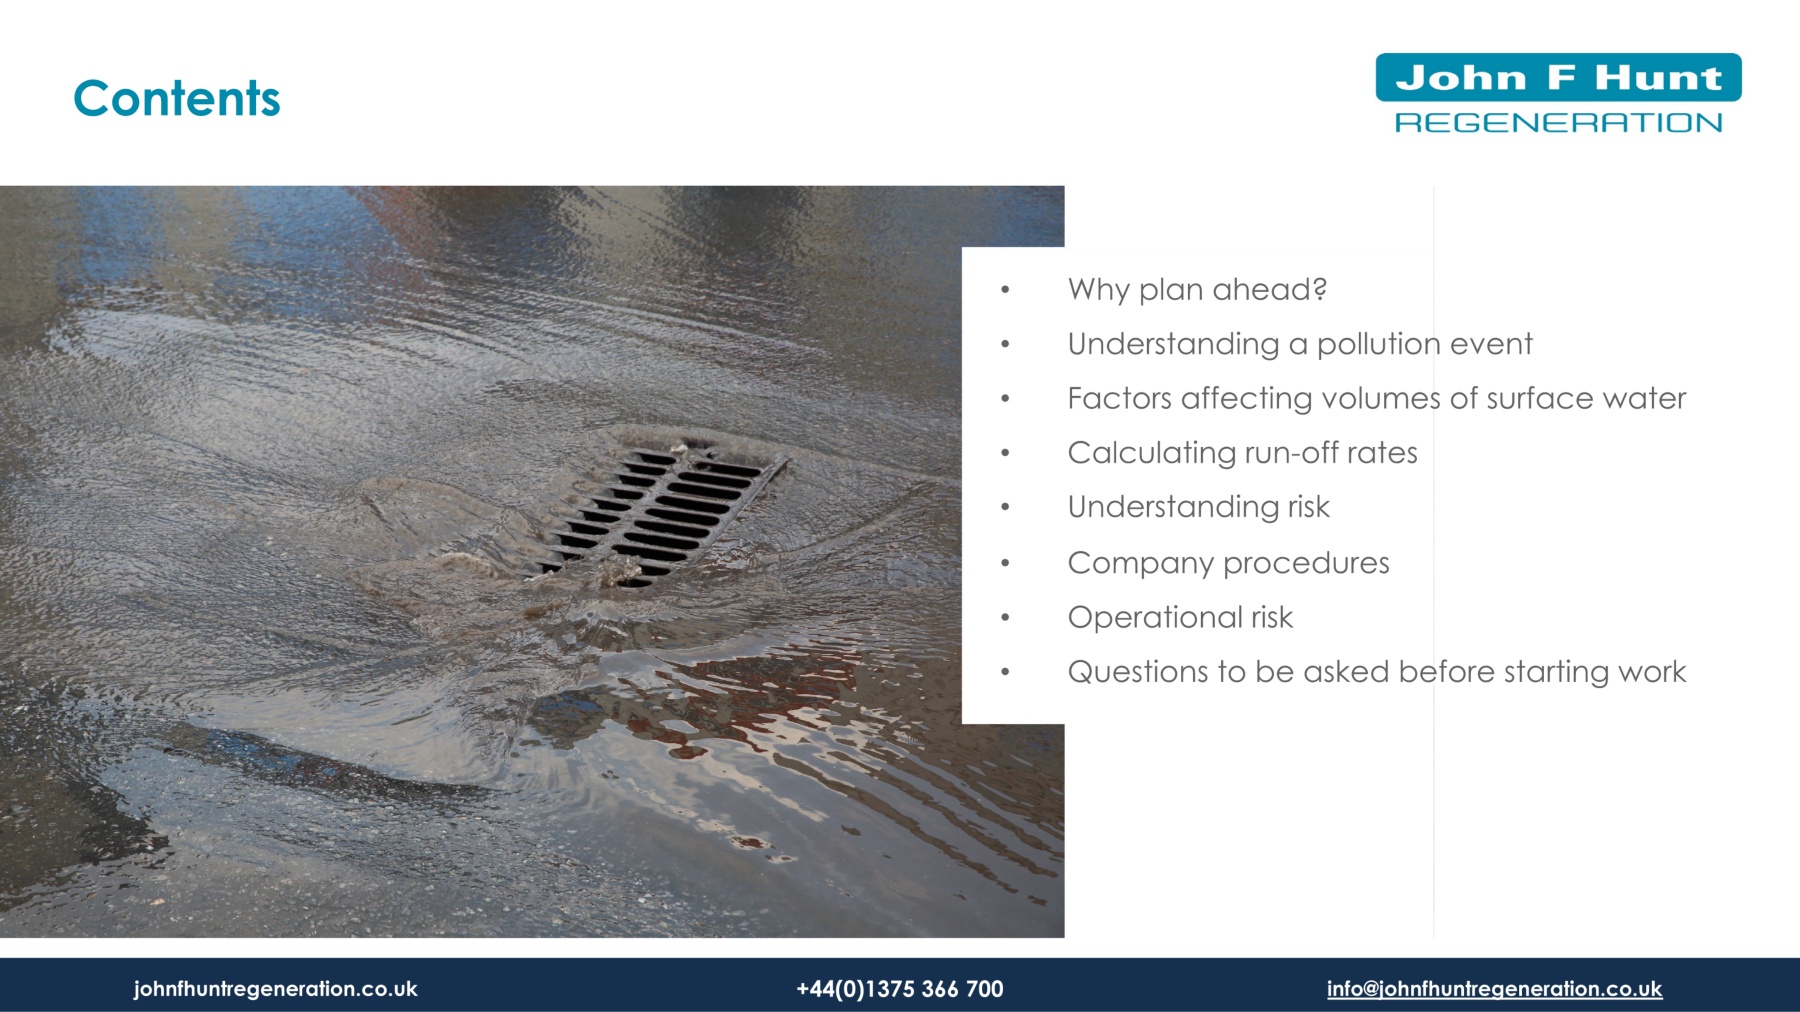 Contents
John F Hunt
REGENERATION
• Why plan ahead?
• Understanding a pollution event
• Factors affecting volumes of surface water
• Calculating run-off rates
• Understanding risk
• Company procedures
• Operational risk
• Questions to be asked before starting work
johnfhuntregeneration.co.uk
+44(0)1375 366 700
info@johnfhuntregeneration.co.uk